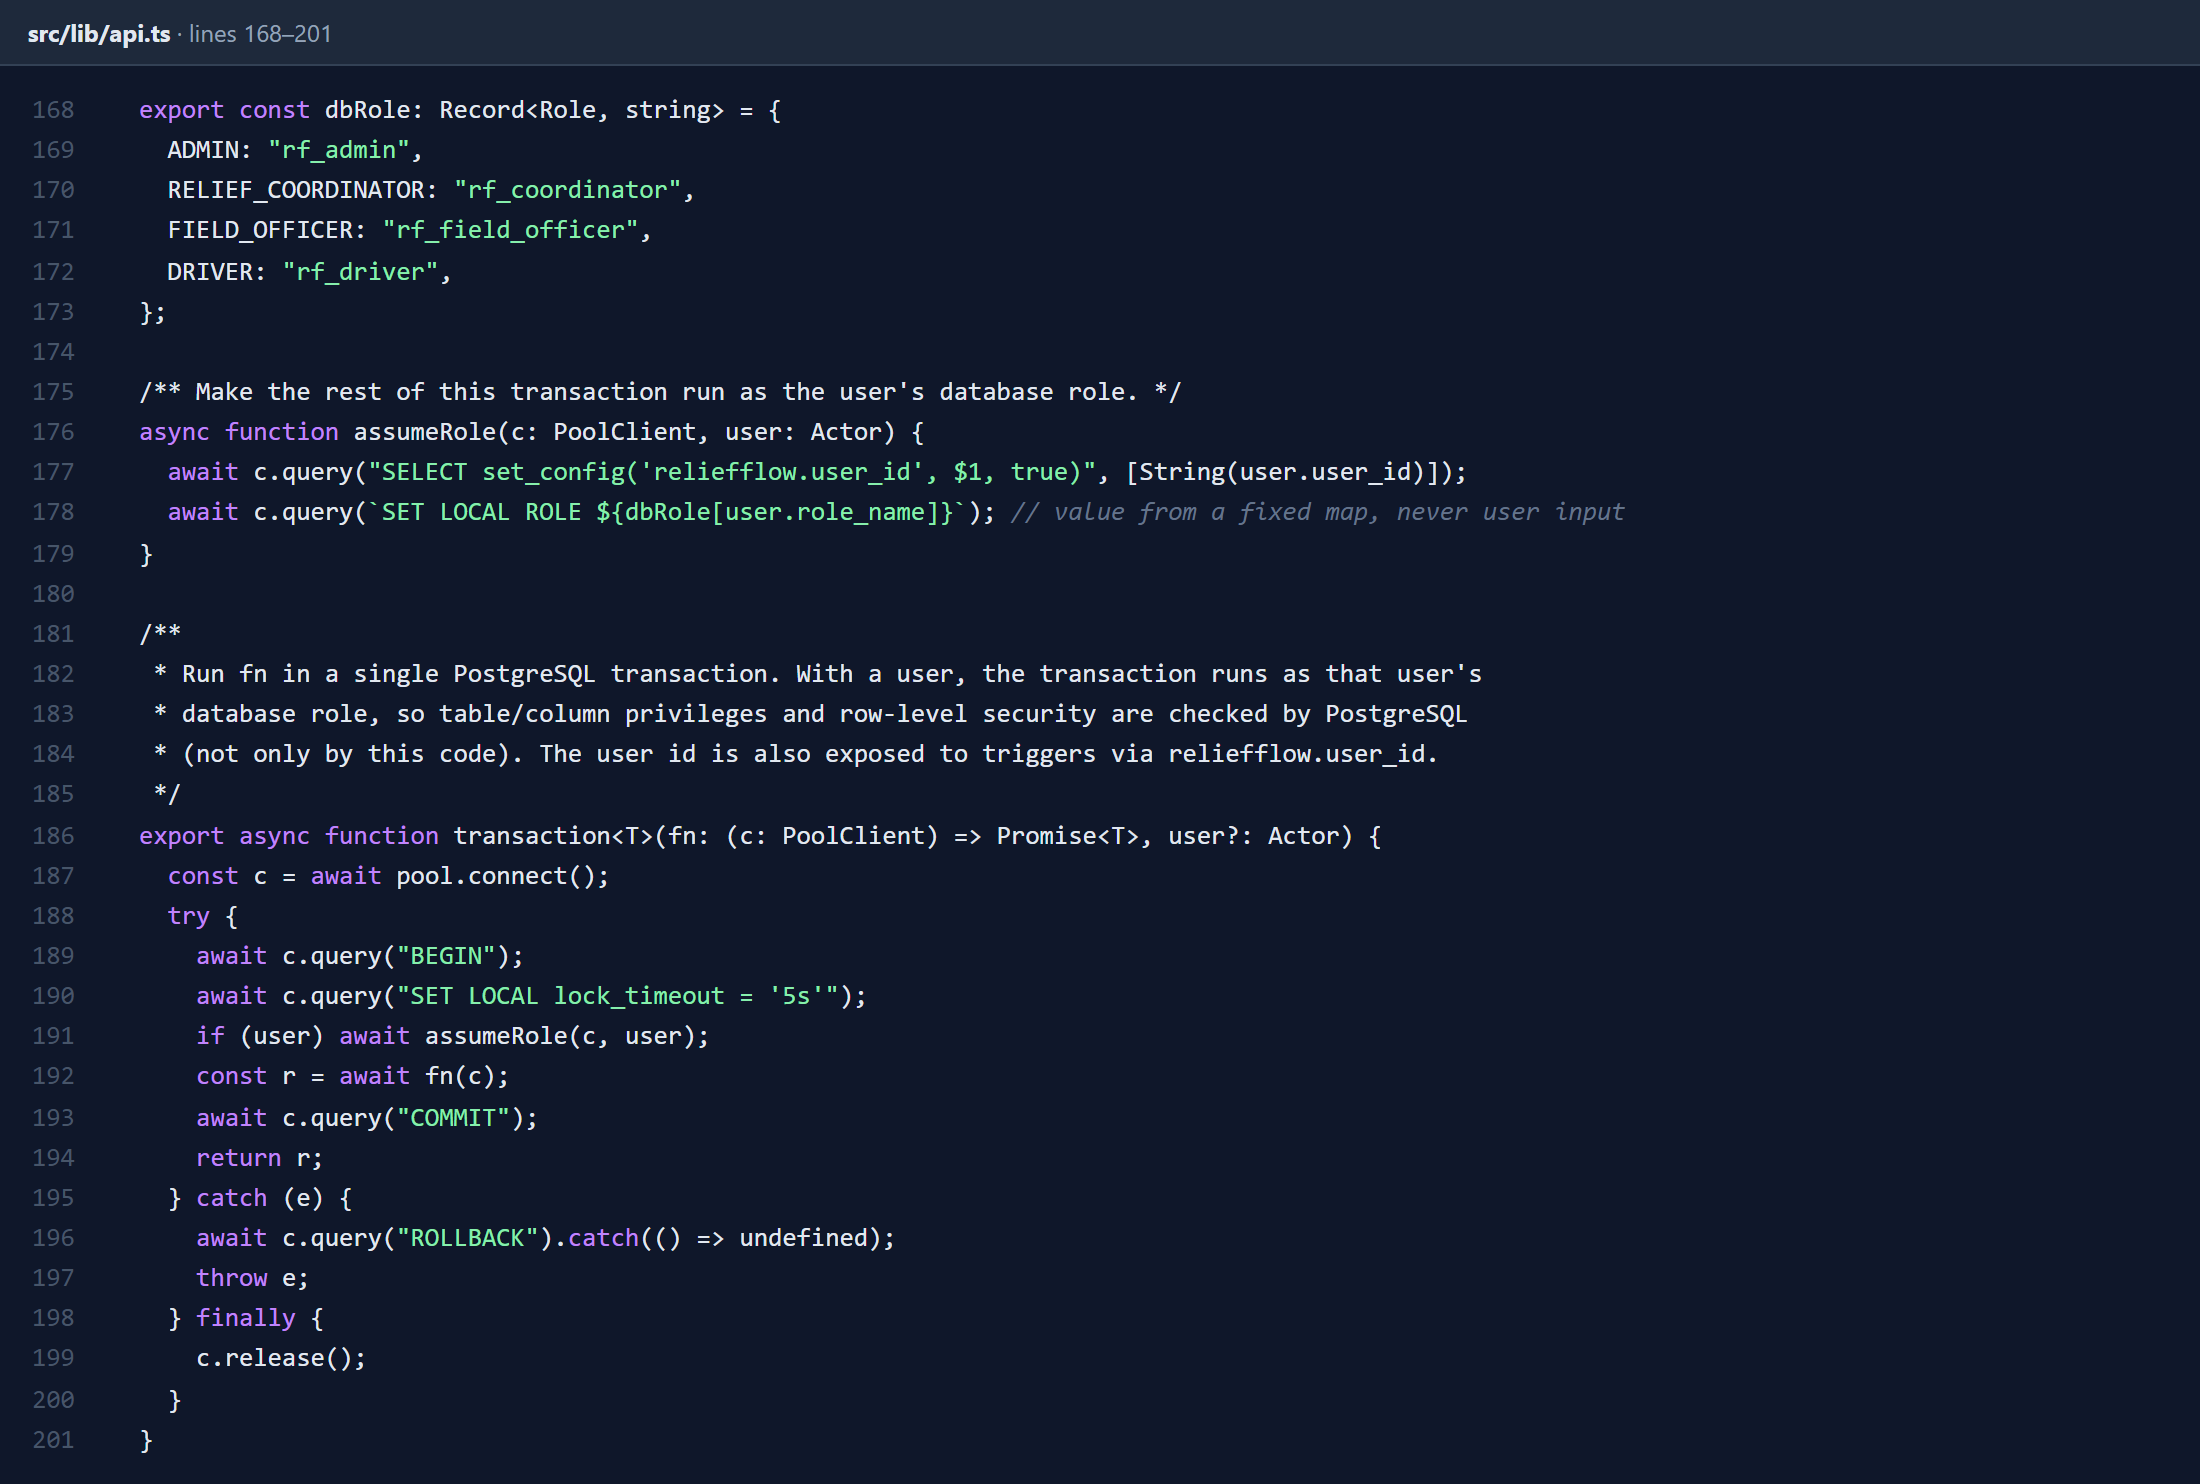 src/lib/api.ts · lines 168–201
168 export const dbRole: Record<Role, string> = {
169   ADMIN: "rf_admin",
170   RELIEF_COORDINATOR: "rf_coordinator",
171   FIELD_OFFICER: "rf_field_officer",
172   DRIVER: "rf_driver",
173 };
174
175 /** Make the rest of this transaction run as the user's database role. */
176 async function assumeRole(c: PoolClient, user: Actor) {
177   await c.query("SELECT set_config('reliefflow.user_id', $1, true)", [String(user.user_id)]);
178   await c.query(`SET LOCAL ROLE ${dbRole[user.role_name]}`); // value from a fixed map, never user input
179 }
180
181 /**
182  * Run fn in a single PostgreSQL transaction. With a user, the transaction runs as that user's
183  * database role, so table/column privileges and row-level security are checked by PostgreSQL
184  * (not only by this code). The user id is also exposed to triggers via reliefflow.user_id.
185  */
186 export async function transaction<T>(fn: (c: PoolClient) => Promise<T>, user?: Actor) {
187   const c = await pool.connect();
188   try {
189     await c.query("BEGIN");
190     await c.query("SET LOCAL lock_timeout = '5s'");
191     if (user) await assumeRole(c, user);
192     const r = await fn(c);
193     await c.query("COMMIT");
194     return r;
195   } catch (e) {
196     await c.query("ROLLBACK").catch(() => undefined);
197     throw e;
198   } finally {
199     c.release();
200   }
201 }